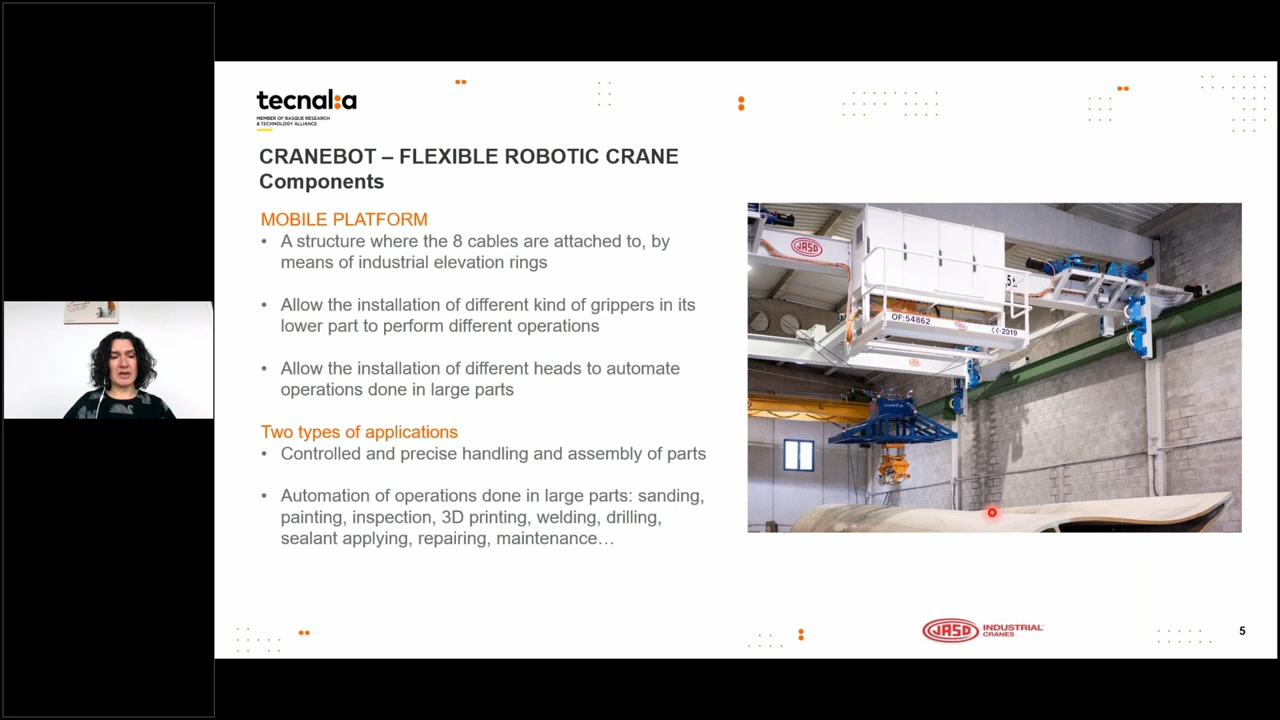 tecnal:a
MEMBER OF BASQUE RESEARCH
& TECHNOLOGY ALLIANCE
CRANEBOT – FLEXIBLE ROBOTIC CRANE
Components
MOBILE PLATFORM
• A structure where the 8 cables are attached to, by
means of industrial elevation rings
• Allow the installation of different kind of grippers in its
lower part to perform different operations
• Allow the installation of different heads to automate
operations done in large parts
Two types of applications
• Controlled and precise handling and assembly of parts
• Automation of operations done in large parts: sanding,
painting, inspection, 3D printing, welding, drilling,
sealant applying, repairing, maintenance…
JASO
OF:54862
CE-2019
JASO INDUSTRIAL
CRANES
5